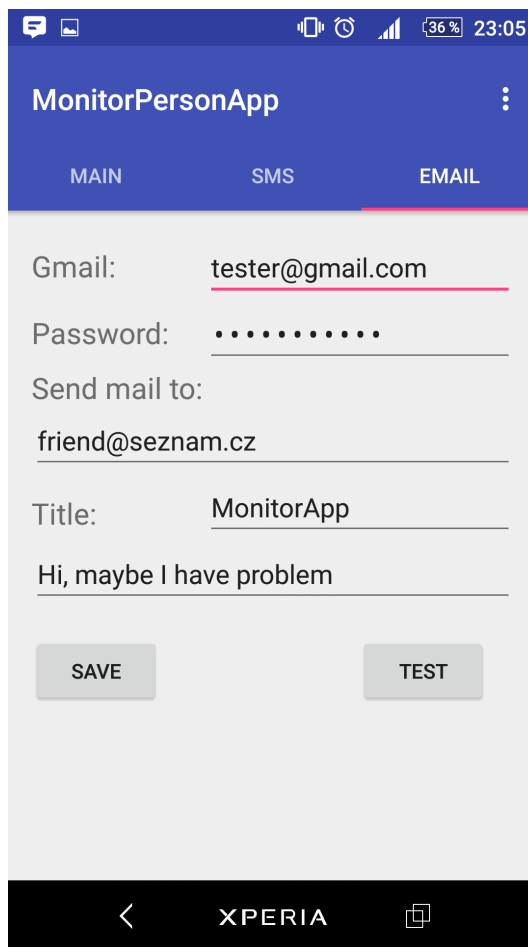 36 % 23:05
MonitorPersonApp
MAIN SMS EMAIL
Gmail: tester@gmail.com
Password: •••••••••••
Send mail to:
friend@seznam.cz
Title: MonitorApp
Hi, maybe I have problem
SAVE TEST
XPERIA